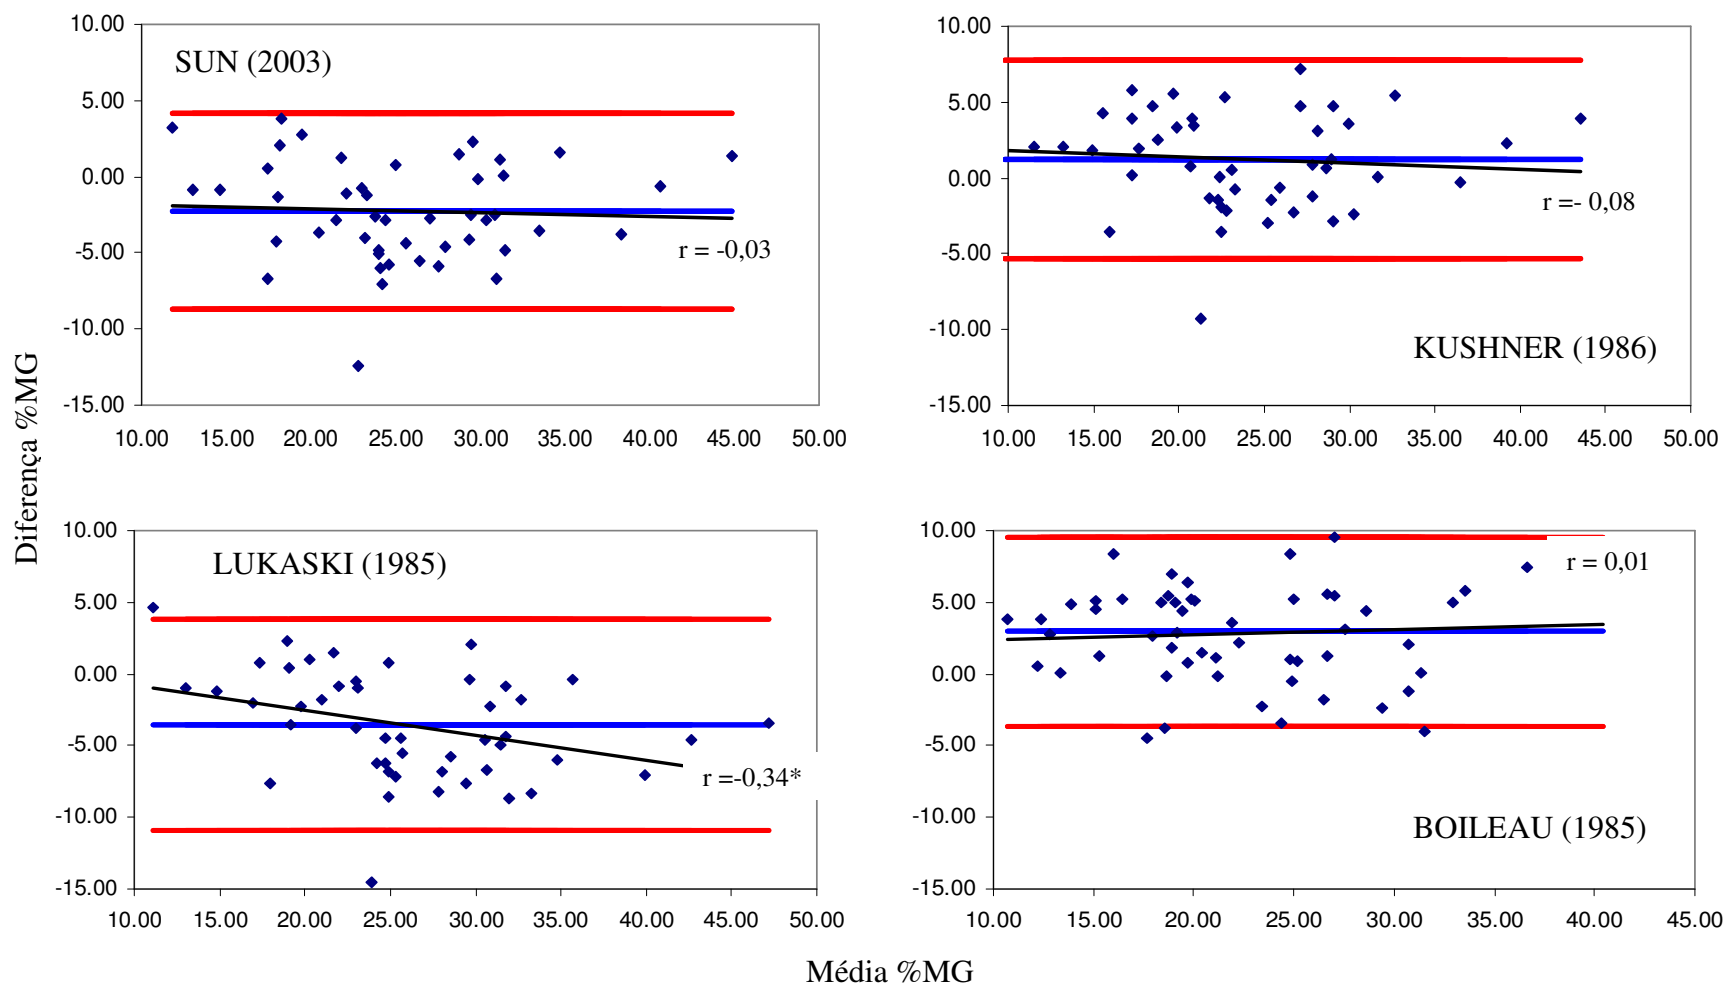 Diferença %MG
10.00
5.00
0.00
-5.00
-10.00
-15.00
SUN (2003)
r = -0,03
10.00 15.00 20.00 25.00 30.00 35.00 40.00 45.00 50.00
10.00
5.00
0.00
-5.00
-10.00
-15.00
r =- 0,08
KUSHNER (1986)
10.00 15.00 20.00 25.00 30.00 35.00 40.00 45.00 50.00
10.00
5.00
0.00
-5.00
-10.00
-15.00
LUKASKI (1985)
r =-0,34*
10.00 15.00 20.00 25.00 30.00 35.00 40.00 45.00 50.00
10.00
5.00
0.00
-5.00
-10.00
-15.00
r = 0,01
BOILEAU (1985)
10.00 15.00 20.00 25.00 30.00 35.00 40.00 45.00
Média %MG